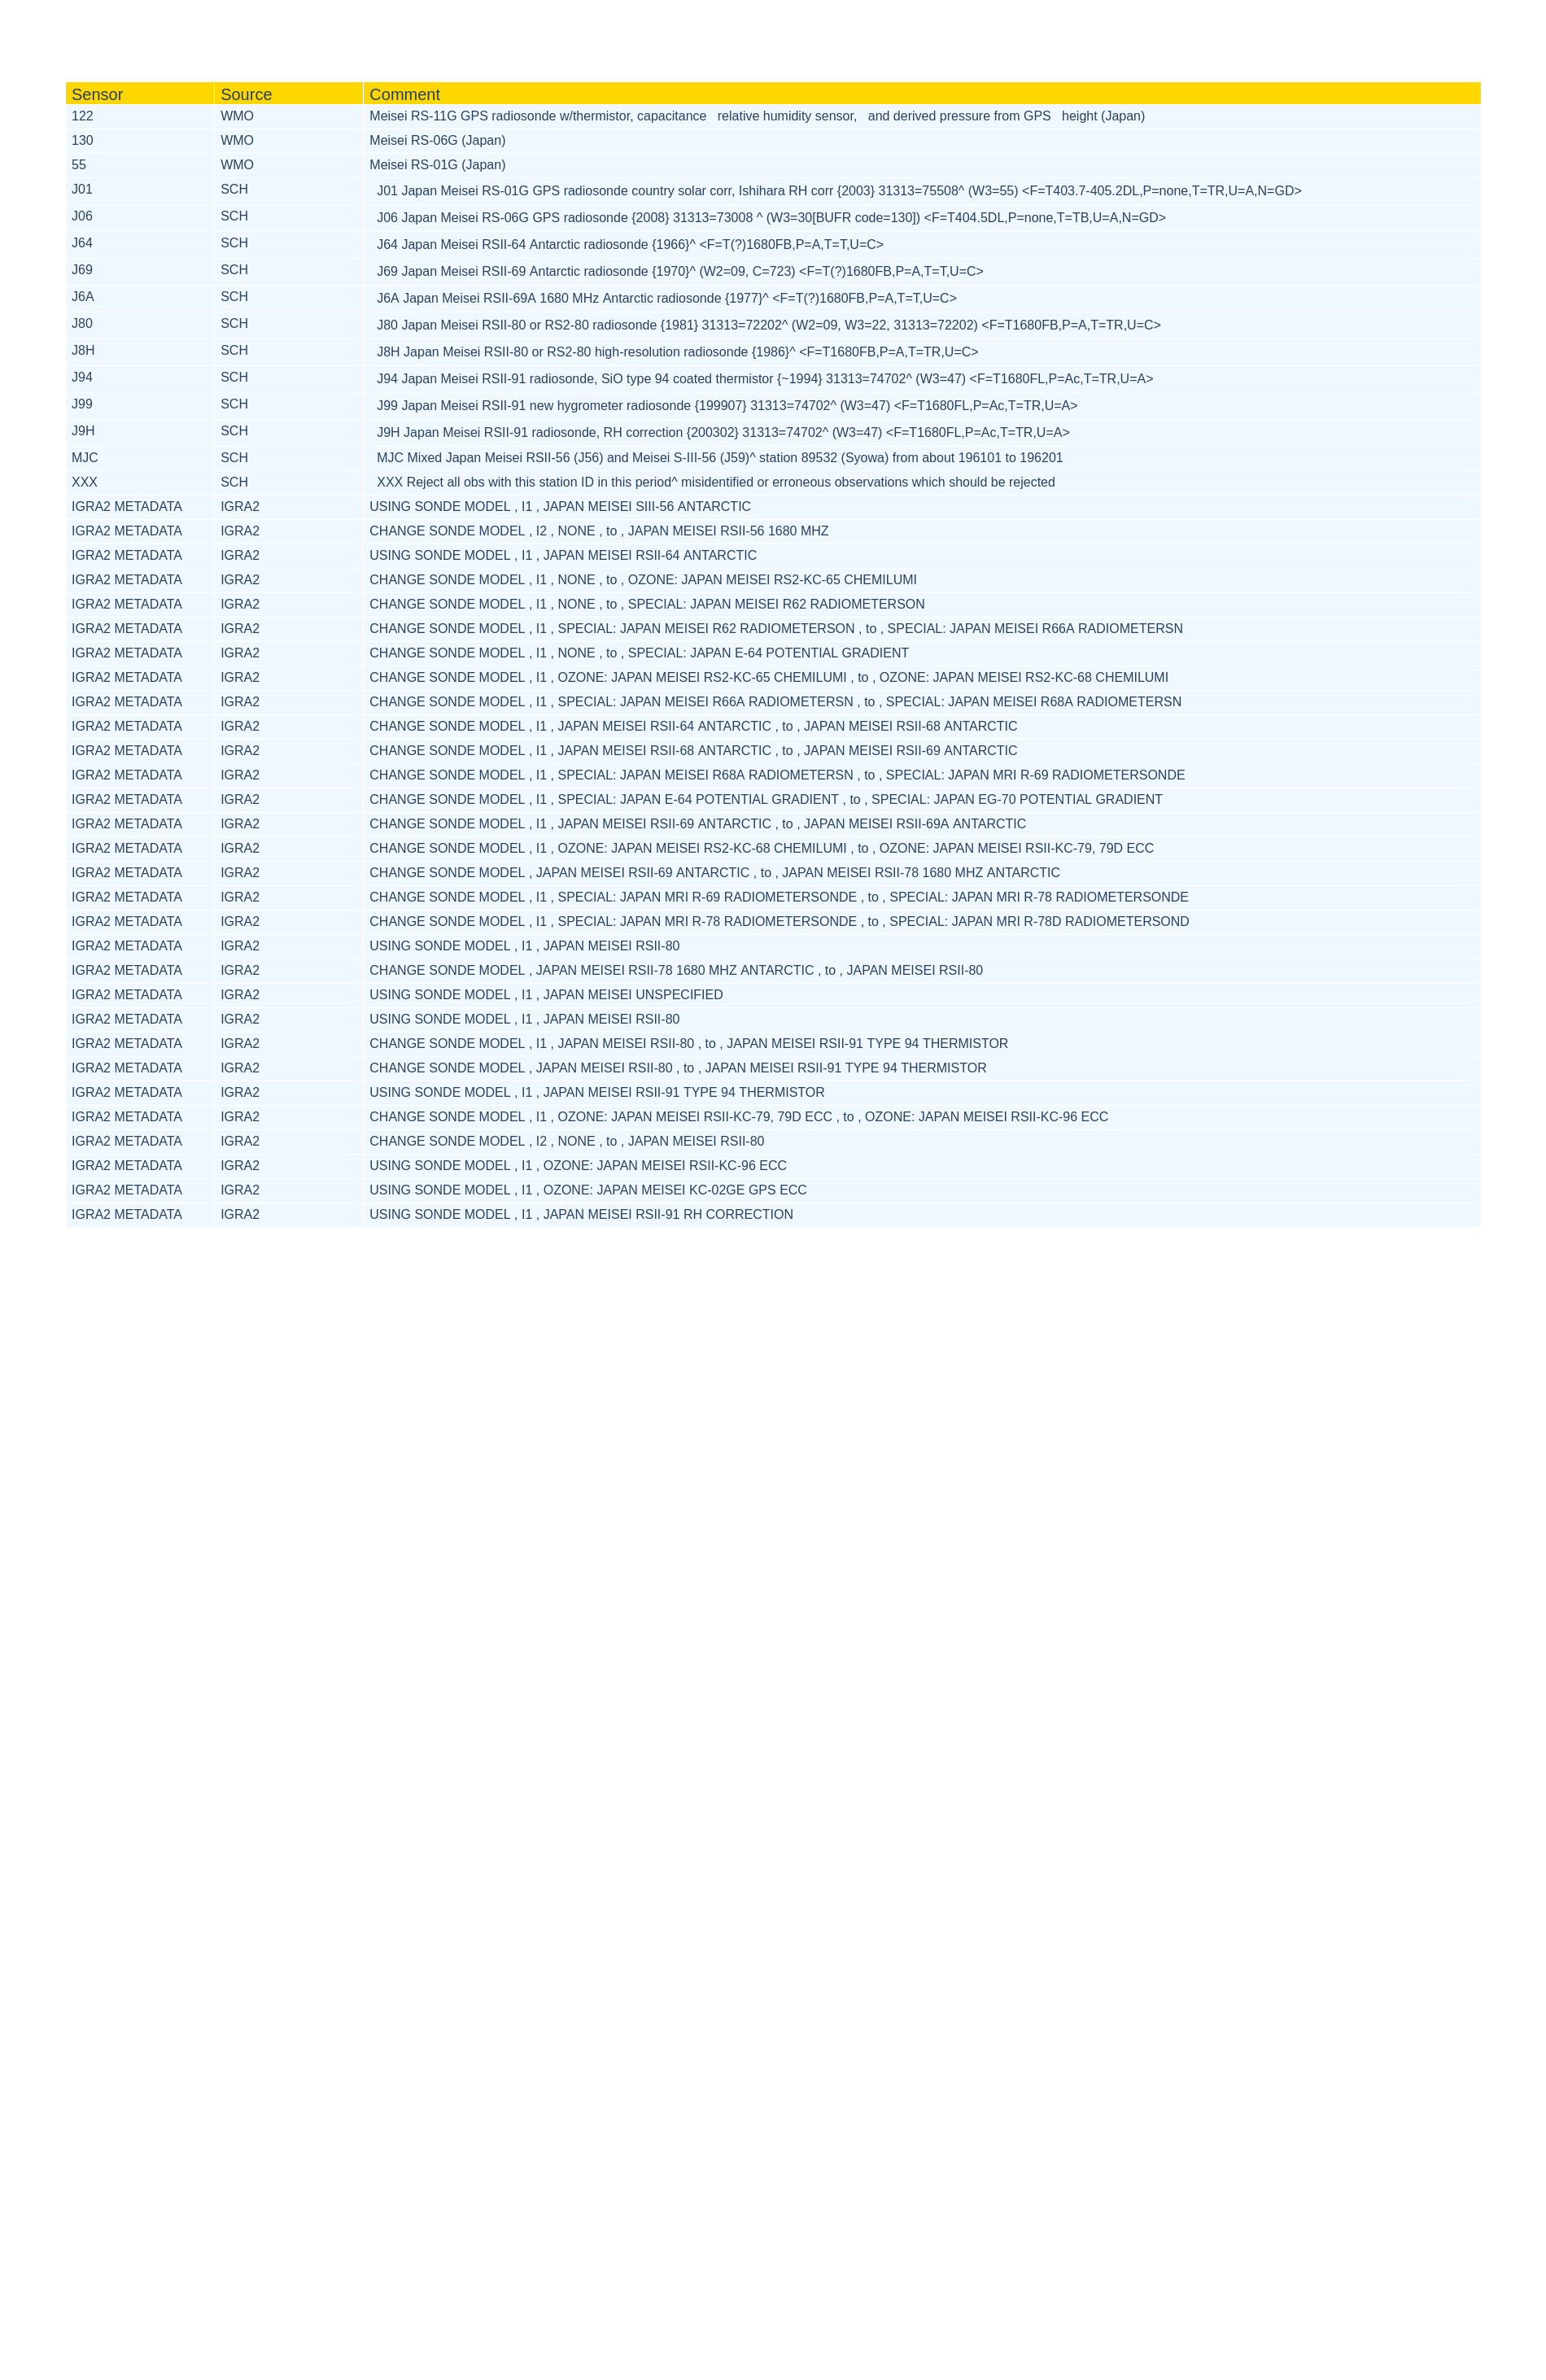 Sensor Source Comment
122 WMO Meisei RS-11G GPS radiosonde w/thermistor, capacitance   relative humidity sensor,   and derived pressure from GPS   height (Japan)
130 WMO Meisei RS-06G (Japan)
55 WMO Meisei RS-01G (Japan)
J01 SCH J01 Japan Meisei RS-01G GPS radiosonde country solar corr, Ishihara RH corr {2003} 31313=75508^ (W3=55) <F=T403.7-405.2DL,P=none,T=TR,U=A,N=GD>
J06 SCH J06 Japan Meisei RS-06G GPS radiosonde {2008} 31313=73008 ^ (W3=30[BUFR code=130]) <F=T404.5DL,P=none,T=TB,U=A,N=GD>
J64 SCH J64 Japan Meisei RSII-64 Antarctic radiosonde {1966}^ <F=T(?)1680FB,P=A,T=T,U=C>
J69 SCH J69 Japan Meisei RSII-69 Antarctic radiosonde {1970}^ (W2=09, C=723) <F=T(?)1680FB,P=A,T=T,U=C>
J6A SCH J6A Japan Meisei RSII-69A 1680 MHz Antarctic radiosonde {1977}^ <F=T(?)1680FB,P=A,T=T,U=C>
J80 SCH J80 Japan Meisei RSII-80 or RS2-80 radiosonde {1981} 31313=72202^ (W2=09, W3=22, 31313=72202) <F=T1680FB,P=A,T=TR,U=C>
J8H SCH J8H Japan Meisei RSII-80 or RS2-80 high-resolution radiosonde {1986}^ <F=T1680FB,P=A,T=TR,U=C>
J94 SCH J94 Japan Meisei RSII-91 radiosonde, SiO type 94 coated thermistor {~1994} 31313=74702^ (W3=47) <F=T1680FL,P=Ac,T=TR,U=A>
J99 SCH J99 Japan Meisei RSII-91 new hygrometer radiosonde {199907} 31313=74702^ (W3=47) <F=T1680FL,P=Ac,T=TR,U=A>
J9H SCH J9H Japan Meisei RSII-91 radiosonde, RH correction {200302} 31313=74702^ (W3=47) <F=T1680FL,P=Ac,T=TR,U=A>
MJC SCH MJC Mixed Japan Meisei RSII-56 (J56) and Meisei S-III-56 (J59)^ station 89532 (Syowa) from about 196101 to 196201
XXX SCH XXX Reject all obs with this station ID in this period^ misidentified or erroneous observations which should be rejected
IGRA2 METADATA IGRA2 USING SONDE MODEL , I1 , JAPAN MEISEI SIII-56 ANTARCTIC
IGRA2 METADATA IGRA2 CHANGE SONDE MODEL , I2 , NONE , to , JAPAN MEISEI RSII-56 1680 MHZ
IGRA2 METADATA IGRA2 USING SONDE MODEL , I1 , JAPAN MEISEI RSII-64 ANTARCTIC
IGRA2 METADATA IGRA2 CHANGE SONDE MODEL , I1 , NONE , to , OZONE: JAPAN MEISEI RS2-KC-65 CHEMILUMI
IGRA2 METADATA IGRA2 CHANGE SONDE MODEL , I1 , NONE , to , SPECIAL: JAPAN MEISEI R62 RADIOMETERSON
IGRA2 METADATA IGRA2 CHANGE SONDE MODEL , I1 , SPECIAL: JAPAN MEISEI R62 RADIOMETERSON , to , SPECIAL: JAPAN MEISEI R66A RADIOMETERSN
IGRA2 METADATA IGRA2 CHANGE SONDE MODEL , I1 , NONE , to , SPECIAL: JAPAN E-64 POTENTIAL GRADIENT
IGRA2 METADATA IGRA2 CHANGE SONDE MODEL , I1 , OZONE: JAPAN MEISEI RS2-KC-65 CHEMILUMI , to , OZONE: JAPAN MEISEI RS2-KC-68 CHEMILUMI
IGRA2 METADATA IGRA2 CHANGE SONDE MODEL , I1 , SPECIAL: JAPAN MEISEI R66A RADIOMETERSN , to , SPECIAL: JAPAN MEISEI R68A RADIOMETERSN
IGRA2 METADATA IGRA2 CHANGE SONDE MODEL , I1 , JAPAN MEISEI RSII-64 ANTARCTIC , to , JAPAN MEISEI RSII-68 ANTARCTIC
IGRA2 METADATA IGRA2 CHANGE SONDE MODEL , I1 , JAPAN MEISEI RSII-68 ANTARCTIC , to , JAPAN MEISEI RSII-69 ANTARCTIC
IGRA2 METADATA IGRA2 CHANGE SONDE MODEL , I1 , SPECIAL: JAPAN MEISEI R68A RADIOMETERSN , to , SPECIAL: JAPAN MRI R-69 RADIOMETERSONDE
IGRA2 METADATA IGRA2 CHANGE SONDE MODEL , I1 , SPECIAL: JAPAN E-64 POTENTIAL GRADIENT , to , SPECIAL: JAPAN EG-70 POTENTIAL GRADIENT
IGRA2 METADATA IGRA2 CHANGE SONDE MODEL , I1 , JAPAN MEISEI RSII-69 ANTARCTIC , to , JAPAN MEISEI RSII-69A ANTARCTIC
IGRA2 METADATA IGRA2 CHANGE SONDE MODEL , I1 , OZONE: JAPAN MEISEI RS2-KC-68 CHEMILUMI , to , OZONE: JAPAN MEISEI RSII-KC-79, 79D ECC
IGRA2 METADATA IGRA2 CHANGE SONDE MODEL , JAPAN MEISEI RSII-69 ANTARCTIC , to , JAPAN MEISEI RSII-78 1680 MHZ ANTARCTIC
IGRA2 METADATA IGRA2 CHANGE SONDE MODEL , I1 , SPECIAL: JAPAN MRI R-69 RADIOMETERSONDE , to , SPECIAL: JAPAN MRI R-78 RADIOMETERSONDE
IGRA2 METADATA IGRA2 CHANGE SONDE MODEL , I1 , SPECIAL: JAPAN MRI R-78 RADIOMETERSONDE , to , SPECIAL: JAPAN MRI R-78D RADIOMETERSOND
IGRA2 METADATA IGRA2 USING SONDE MODEL , I1 , JAPAN MEISEI RSII-80
IGRA2 METADATA IGRA2 CHANGE SONDE MODEL , JAPAN MEISEI RSII-78 1680 MHZ ANTARCTIC , to , JAPAN MEISEI RSII-80
IGRA2 METADATA IGRA2 USING SONDE MODEL , I1 , JAPAN MEISEI UNSPECIFIED
IGRA2 METADATA IGRA2 USING SONDE MODEL , I1 , JAPAN MEISEI RSII-80
IGRA2 METADATA IGRA2 CHANGE SONDE MODEL , I1 , JAPAN MEISEI RSII-80 , to , JAPAN MEISEI RSII-91 TYPE 94 THERMISTOR
IGRA2 METADATA IGRA2 CHANGE SONDE MODEL , JAPAN MEISEI RSII-80 , to , JAPAN MEISEI RSII-91 TYPE 94 THERMISTOR
IGRA2 METADATA IGRA2 USING SONDE MODEL , I1 , JAPAN MEISEI RSII-91 TYPE 94 THERMISTOR
IGRA2 METADATA IGRA2 CHANGE SONDE MODEL , I1 , OZONE: JAPAN MEISEI RSII-KC-79, 79D ECC , to , OZONE: JAPAN MEISEI RSII-KC-96 ECC
IGRA2 METADATA IGRA2 CHANGE SONDE MODEL , I2 , NONE , to , JAPAN MEISEI RSII-80
IGRA2 METADATA IGRA2 USING SONDE MODEL , I1 , OZONE: JAPAN MEISEI RSII-KC-96 ECC
IGRA2 METADATA IGRA2 USING SONDE MODEL , I1 , OZONE: JAPAN MEISEI KC-02GE GPS ECC
IGRA2 METADATA IGRA2 USING SONDE MODEL , I1 , JAPAN MEISEI RSII-91 RH CORRECTION